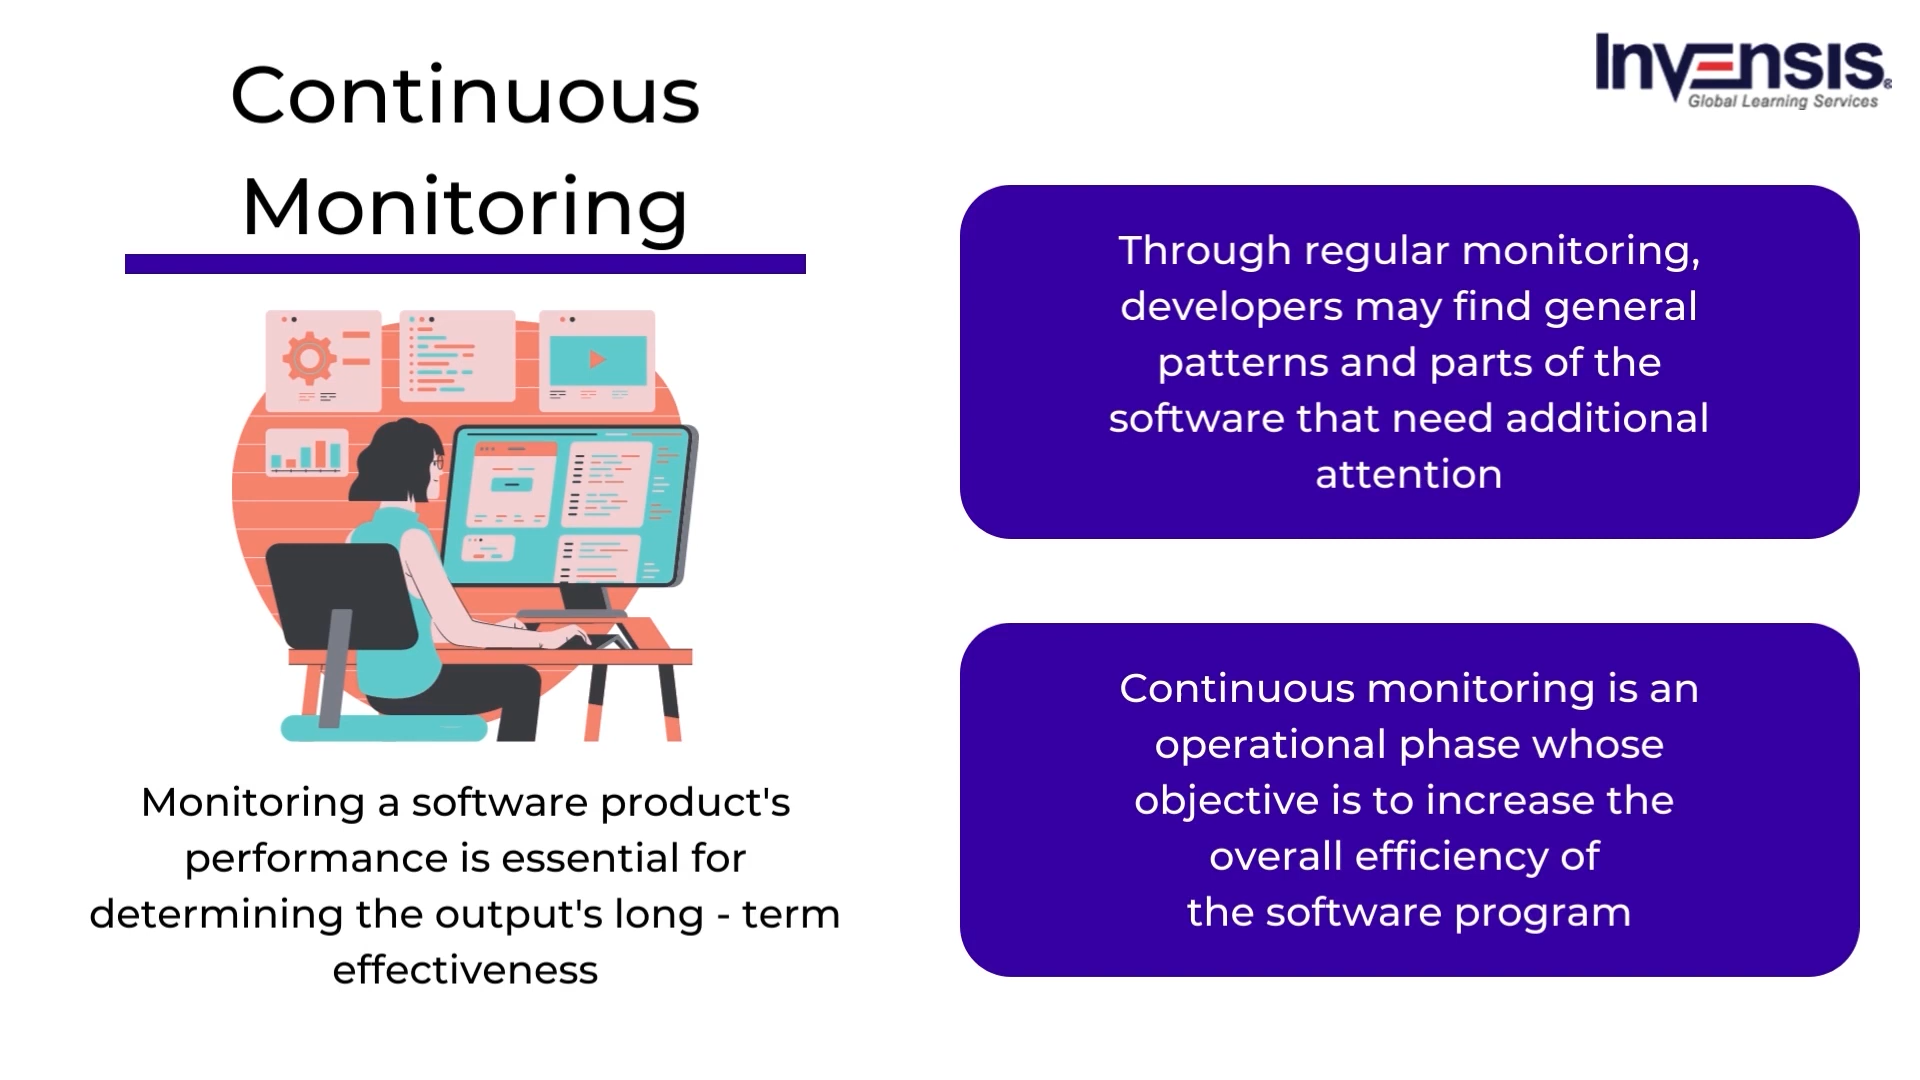 Continuous
Monitoring
Invensis
Global Learning Services
Monitoring a software product's
performance is essential for
determining the output's long - term
effectiveness
Through regular monitoring,
developers may find general
patterns and parts of the
software that need additional
attention
Continuous monitoring is an
operational phase whose
objective is to increase the
overall efficiency of
the software program